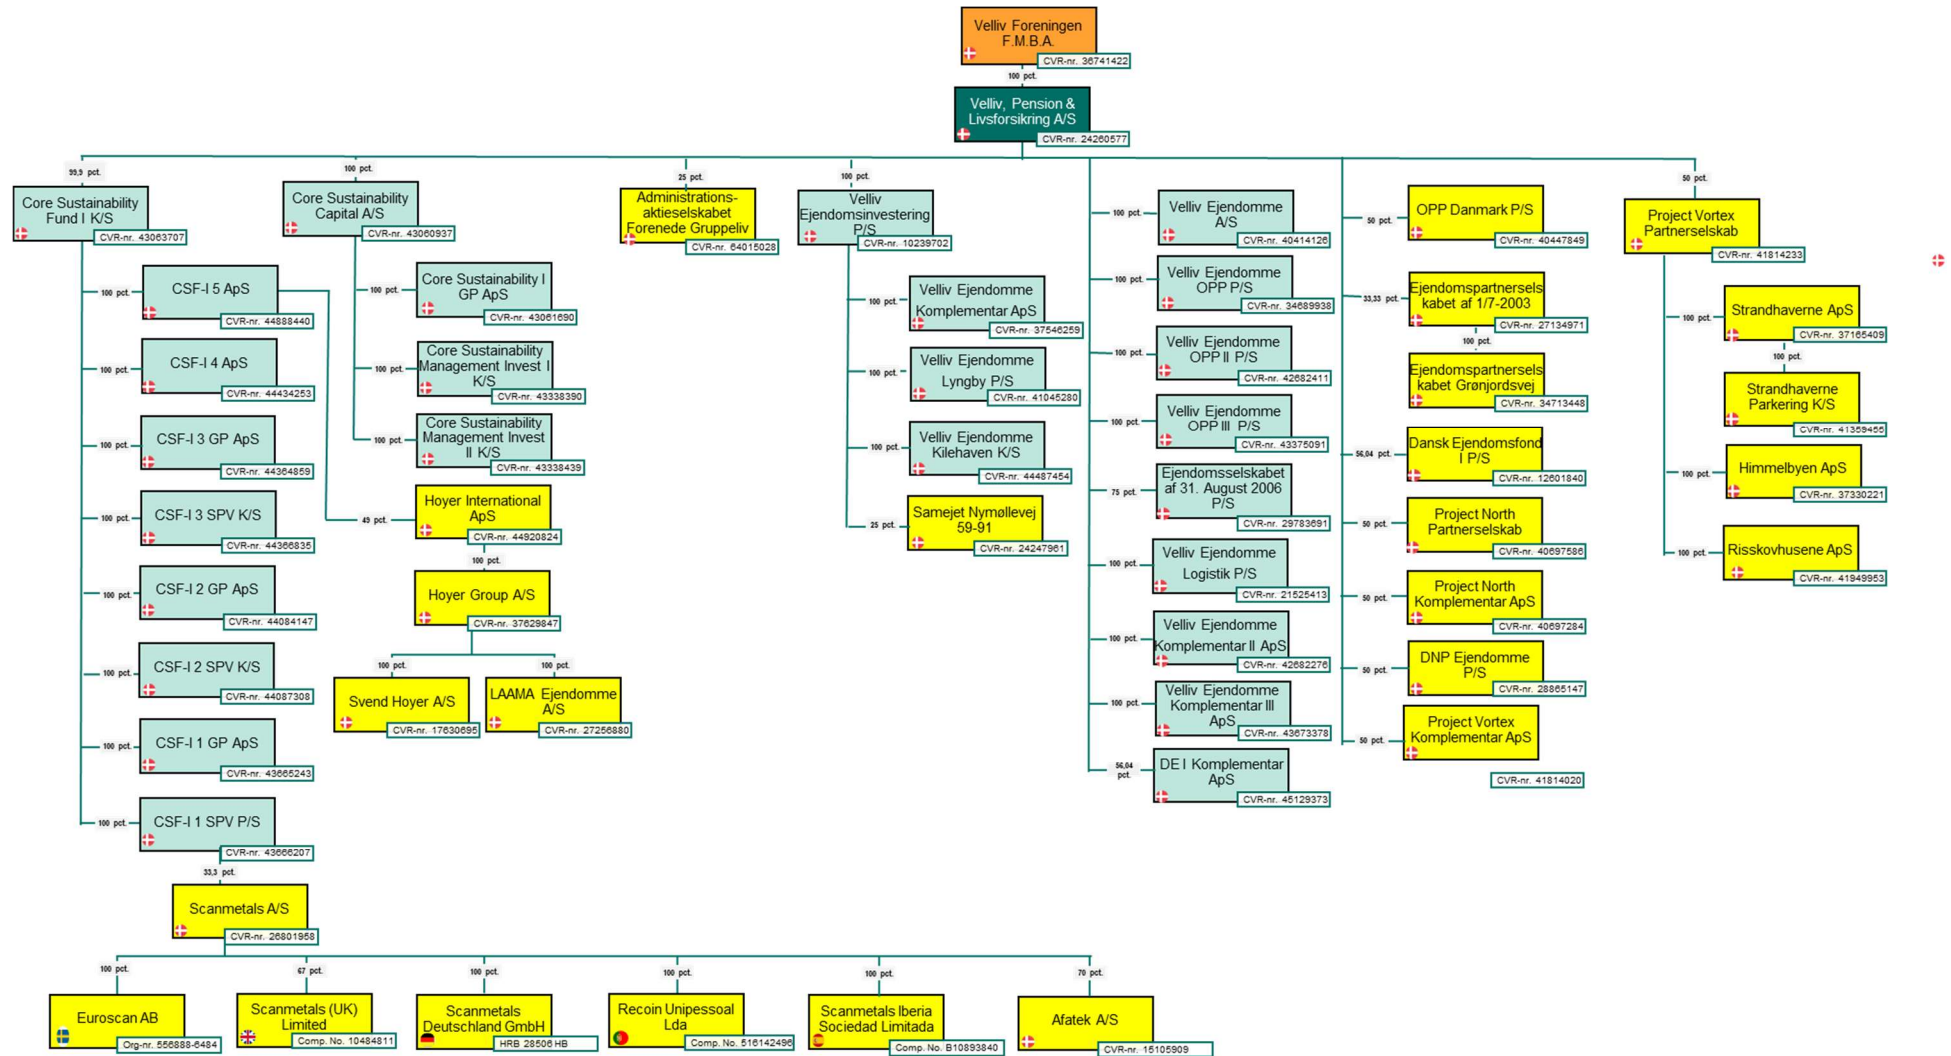 Velliv Foreningen
F.M.B.A.
CVR-nr. 36741422
100 pct.
Velliv, Pension &
Livsforsikring A/S
CVR-nr. 24260577
99,9 pct.
Core Sustainability
Fund I K/S
CVR-nr. 43063707
100 pct.
CSF-I 5 ApS
CVR-nr. 44888440
100 pct.
CSF-I 4 ApS
CVR-nr. 44434253
100 pct.
CSF-I 3 GP ApS
CVR-nr. 44364859
100 pct.
CSF-I 3 SPV K/S
CVR-nr. 44366835
100 pct.
CSF-I 2 GP ApS
CVR-nr. 44084147
100 pct.
CSF-I 2 SPV K/S
CVR-nr. 44087308
100 pct.
CSF-I 1 GP ApS
CVR-nr. 43665243
100 pct.
CSF-I 1 SPV P/S
CVR-nr. 43666207
33,3 pct.
Scanmetals A/S
CVR-nr. 26801958
100 pct.
Euroscan AB
Org-nr. 556888-6484
67 pct.
Scanmetals (UK)
Limited
Comp. No. 10484811
100 pct.
Scanmetals
Deutschland GmbH
HRB 28506 HB
100 pct.
Recoin Unipessoal
Lda
Comp. No. 516142496
100 pct.
Scanmetals Iberia
Sociedad Limitada
Comp. No. B10893840
70 pct.
Afatek A/S
CVR-nr. 15105909
100 pct.
Core Sustainability
Capital A/S
CVR-nr. 43060937
100 pct.
Core Sustainability I
GP ApS
CVR-nr. 43061690
100 pct.
Core Sustainability
Management Invest I
K/S
CVR-nr. 43338390
100 pct.
Core Sustainability
Management Invest
II K/S
CVR-nr. 43338439
49 pct.
Hoyer International
ApS
CVR-nr. 44920824
100 pct.
Hoyer Group A/S
CVR-nr. 37629847
100 pct.
Svend Hoyer A/S
CVR-nr. 17630695
100 pct.
LAAMA Ejendomme
A/S
CVR-nr. 27256880
25 pct.
Administrations-
aktieselskabet
Forenede Gruppeliv
CVR-nr. 64015028
100 pct.
Velliv
Ejendomsinvestering
P/S
CVR-nr. 10239702
100 pct.
Velliv Ejendomme
Komplementar ApS
CVR-nr. 37546259
100 pct.
Velliv Ejendomme
Lyngby P/S
CVR-nr. 41045280
100 pct.
Velliv Ejendomme
Kilehaven K/S
CVR-nr. 44487454
25 pct.
Samejet Nymøllevej
59-91
CVR-nr. 24247961
100 pct.
Velliv Ejendomme
A/S
CVR-nr. 40414126
100 pct.
Velliv Ejendomme
OPP P/S
CVR-nr. 34689938
100 pct.
Velliv Ejendomme
OPP II P/S
CVR-nr. 42682411
100 pct.
Velliv Ejendomme
OPP III P/S
CVR-nr. 43375091
75 pct.
Ejendomsselskabet
af 31. August 2006
P/S
CVR-nr. 29783691
100 pct.
Velliv Ejendomme
Logistik P/S
CVR-nr. 21525413
100 pct.
Velliv Ejendomme
Komplementar II ApS
CVR-nr. 42682276
100 pct.
Velliv Ejendomme
Komplementar III
ApS
CVR-nr. 43673378
56,04
pct.
DE I Komplementar
ApS
CVR-nr. 45129373
50 pct.
OPP Danmark P/S
CVR-nr. 40447849
33,33 pct.
Ejendomspartnersels
kabet af 1/7-2003
CVR-nr. 27134971
100 pct.
Ejendomspartnersels
kabet Grønjordsvej
CVR-nr. 34713448
56,04 pct.
Dansk Ejendomsfond
I P/S
CVR-nr. 12601840
50 pct.
Project North
Partnerselskab
CVR-nr. 40697586
50 pct.
Project North
Komplementar ApS
CVR-nr. 40697284
50 pct.
DNP Ejendomme
P/S
CVR-nr. 28865147
50 pct.
Project Vortex
Komplementar ApS
CVR-nr. 41814020
50 pct.
Project Vortex
Partnerselskab
CVR-nr. 41814233
100 pct.
Strandhaverne ApS
CVR-nr. 37165409
100 pct.
Strandhaverne
Parkering K/S
CVR-nr. 41359455
100 pct.
Himmelbyen ApS
CVR-nr. 37330221
100 pct.
Risskovhusene ApS
CVR-nr. 41949953